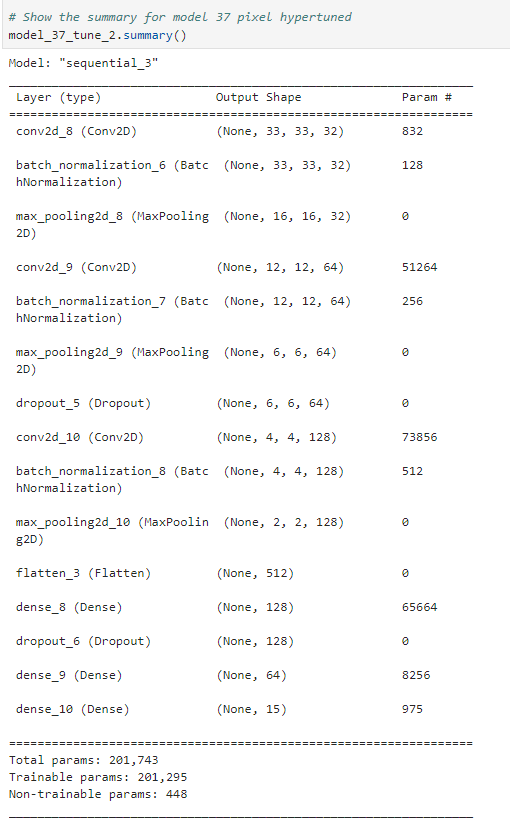 # Show the summary for model 37 pixel hypertuned
model_37_tune_2.summary()
Model: "sequential_3"
_________________________________________________________________
Layer (type) Output Shape Param #
=================================================================
conv2d_8 (Conv2D) (None, 33, 33, 32) 832
batch_normalization_6 (Batc (None, 33, 33, 32) 128
hNormalization)
max_pooling2d_8 (MaxPooling (None, 16, 16, 32) 0
2D)
conv2d_9 (Conv2D) (None, 12, 12, 64) 51264
batch_normalization_7 (Batc (None, 12, 12, 64) 256
hNormalization)
max_pooling2d_9 (MaxPooling (None, 6, 6, 64) 0
2D)
dropout_5 (Dropout) (None, 6, 6, 64) 0
conv2d_10 (Conv2D) (None, 4, 4, 128) 73856
batch_normalization_8 (Batc (None, 4, 4, 128) 512
hNormalization)
max_pooling2d_10 (MaxPoolin (None, 2, 2, 128) 0
g2D)
flatten_3 (Flatten) (None, 512) 0
dense_8 (Dense) (None, 128) 65664
dropout_6 (Dropout) (None, 128) 0
dense_9 (Dense) (None, 64) 8256
dense_10 (Dense) (None, 15) 975
=================================================================
Total params: 201,743
Trainable params: 201,295
Non-trainable params: 448
_________________________________________________________________